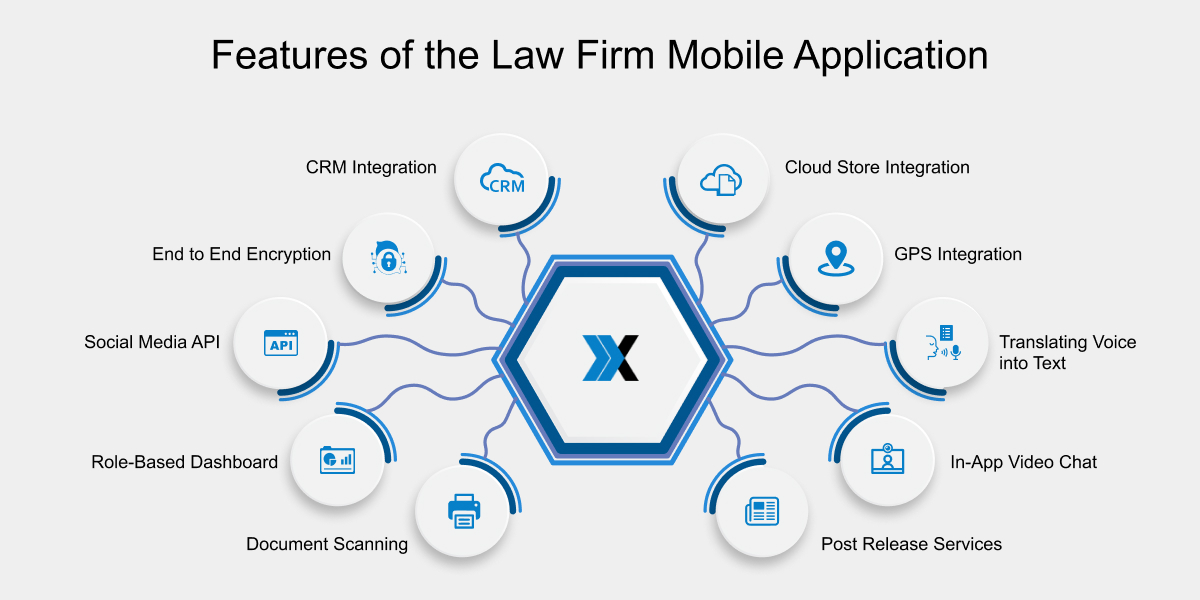 Features of the Law Firm Mobile Application
CRM Integration
CRM
Cloud Store Integration
End to End Encryption
GPS Integration
Social Media API
API
Translating Voice
into Text
Role-Based Dashboard
In-App Video Chat
Document Scanning
Post Release Services